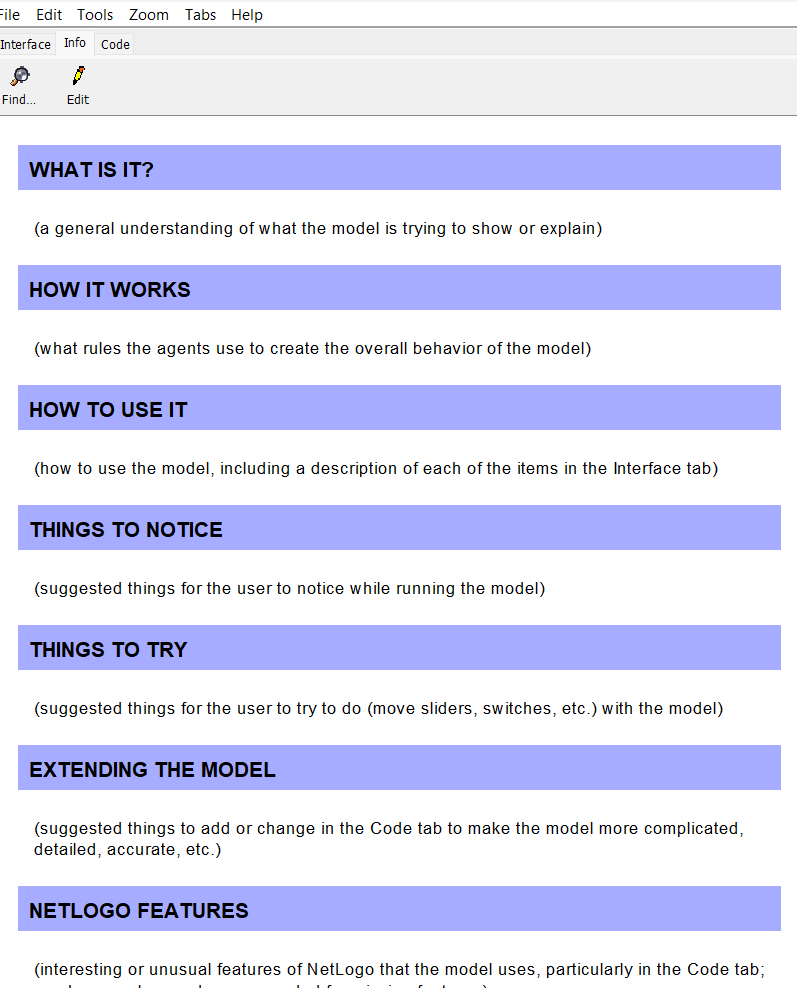 File Edit Tools Zoom Tabs Help
Interface Info Code
Find... Edit
WHAT IS IT?
(a general understanding of what the model is trying to show or explain)
HOW IT WORKS
(what rules the agents use to create the overall behavior of the model)
HOW TO USE IT
(how to use the model, including a description of each of the items in the Interface tab)
THINGS TO NOTICE
(suggested things for the user to notice while running the model)
THINGS TO TRY
(suggested things for the user to try to do (move sliders, switches, etc.) with the model)
EXTENDING THE MODEL
(suggested things to add or change in the Code tab to make the model more complicated,
detailed, accurate, etc.)
NETLOGO FEATURES
(interesting or unusual features of NetLogo that the model uses, particularly in the Code tab;